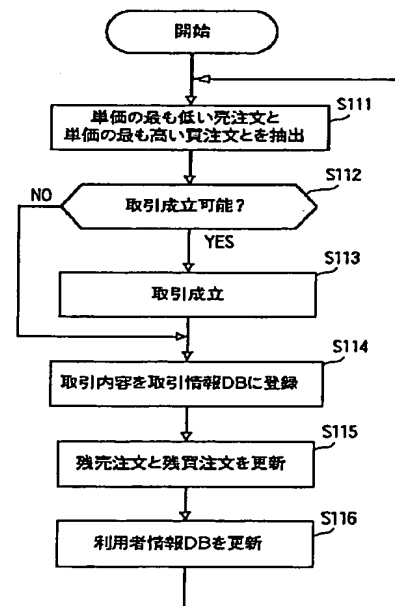 開始
S111
単価の最も低い売注文と
単価の最も高い買注文とを抽出
S112
取引成立可能?
NO
YES
S113
取引成立
S114
取引内容を取引情報DBに登録
S115
残売注文と残買注文を更新
S116
利用者情報DBを更新